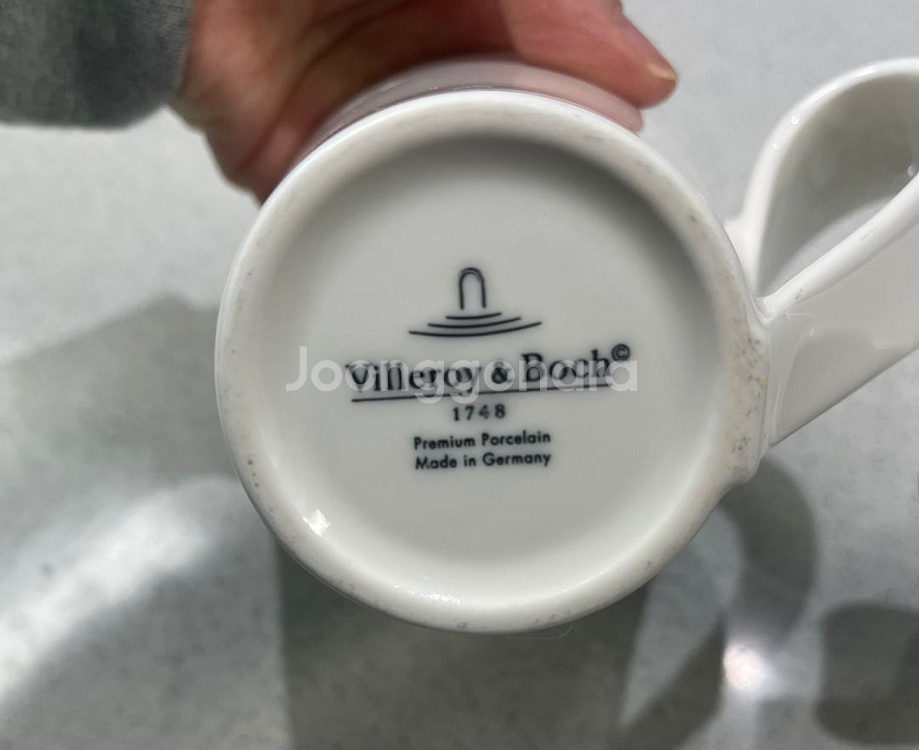 Villeroy & Boch©
Joonggonara
1748
Premium Porcelain
Made in Germany